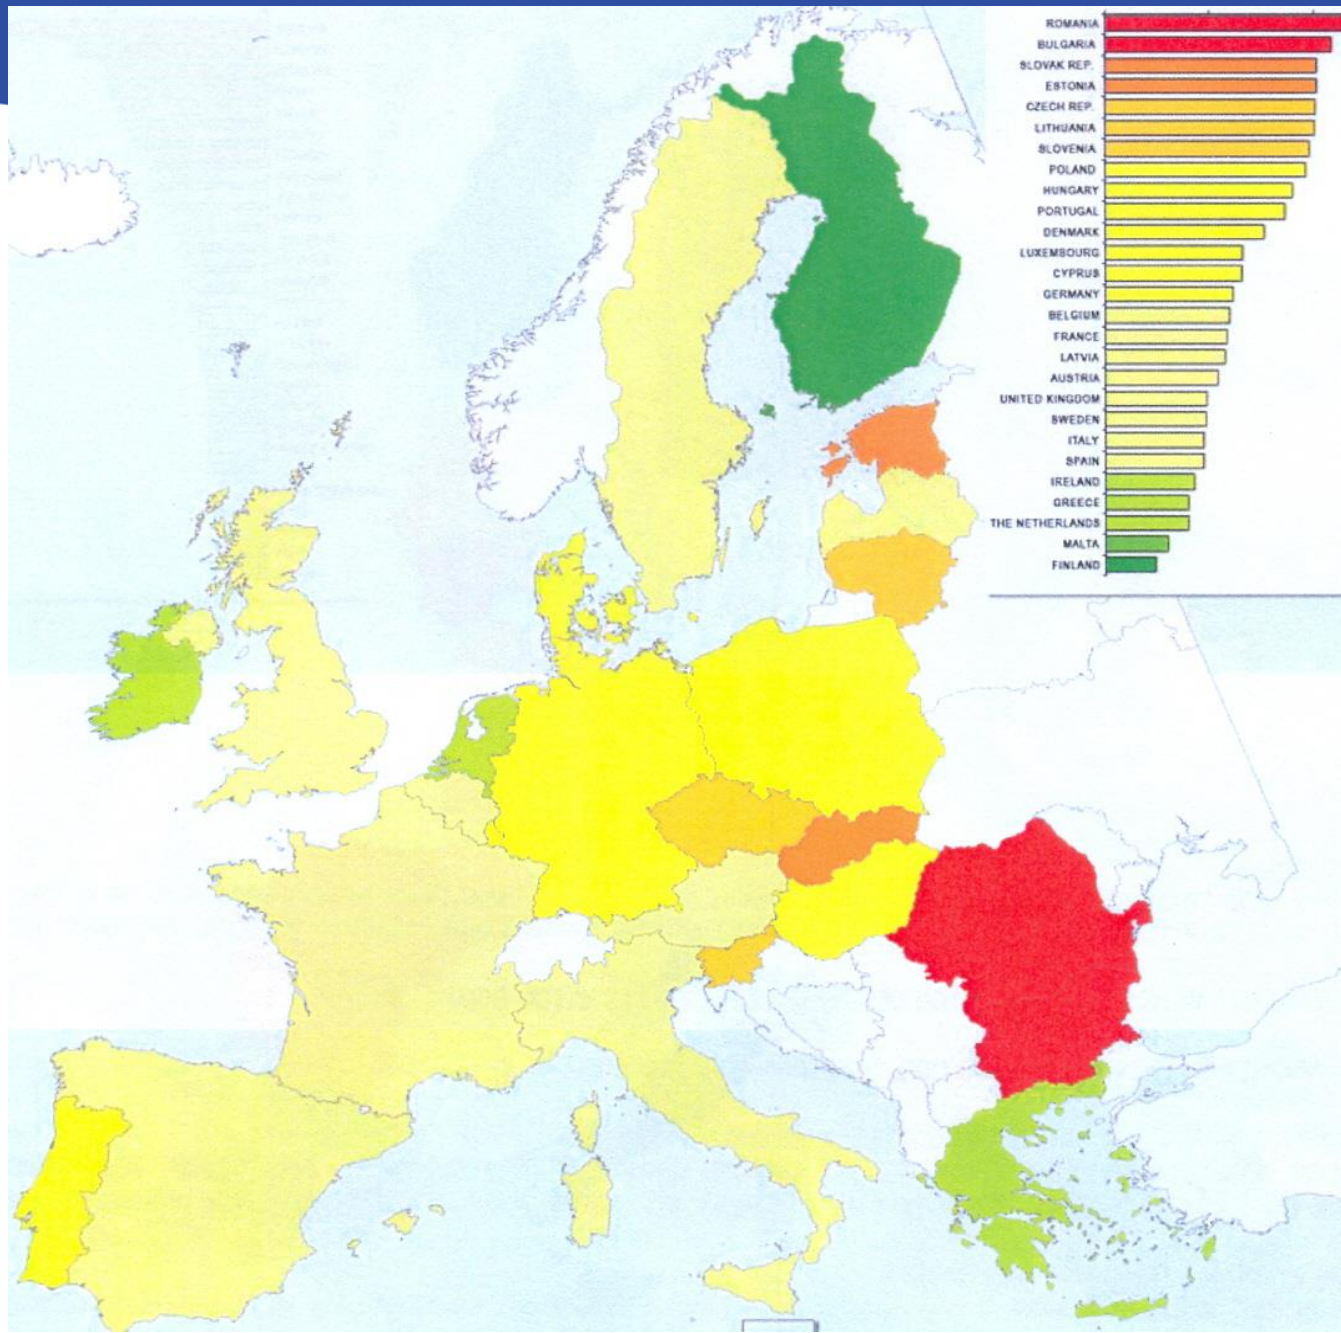 ROMANIA
BULGARIA
SLOVAK REP.
ESTONIA
CZECH REP.
LITHUANIA
SLOVENIA
POLAND
HUNGARY
PORTUGAL
DENMARK
LUXEMBOURG
CYPRUS
GERMANY
BELGIUM
FRANCE
LATVIA
AUSTRIA
UNITED KINGDOM
SWEDEN
ITALY
SPAIN
IRELAND
GREECE
THE NETHERLANDS
MALTA
FINLAND